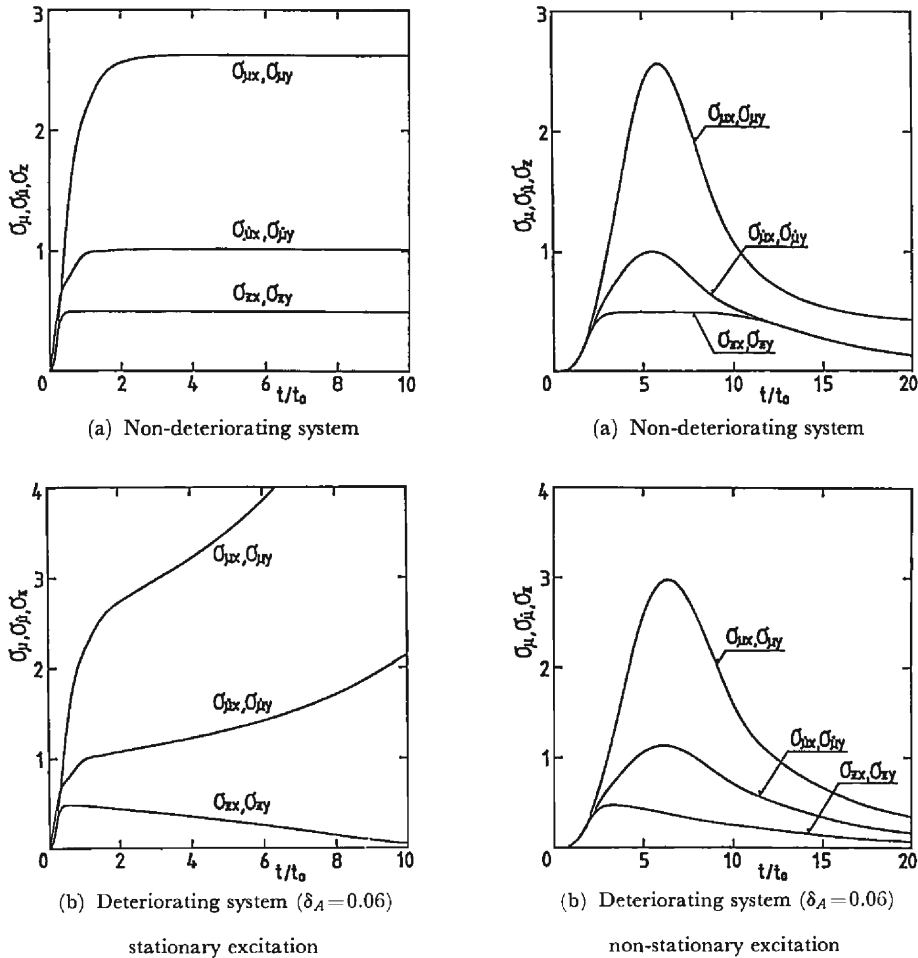 3
2
1
0
σμ, σμ̇, σz
σμx, σμy
σμ̇x, σμ̇y
σzx, σzy
2
4
6
8
10
t/t₀
(a) Non-deteriorating system
3
2
1
0
σμ, σμ̇, σz
σμx, σμy
σμ̇x, σμ̇y
σzx, σzy
5
10
15
20
t/t₀
(a) Non-deteriorating system
4
3
2
1
0
σμ, σμ̇, σz
σμx, σμy
σμ̇x, σμ̇y
σzx, σzy
2
4
6
8
10
t/t₀
(b) Deteriorating system (δA=0.06)
stationary excitation
4
3
2
1
0
σμ, σμ̇, σz
σμx, σμy
σμ̇x, σμ̇y
σzx, σzy
5
10
15
20
t/t₀
(b) Deteriorating system (δA=0.06)
non-stationary excitation